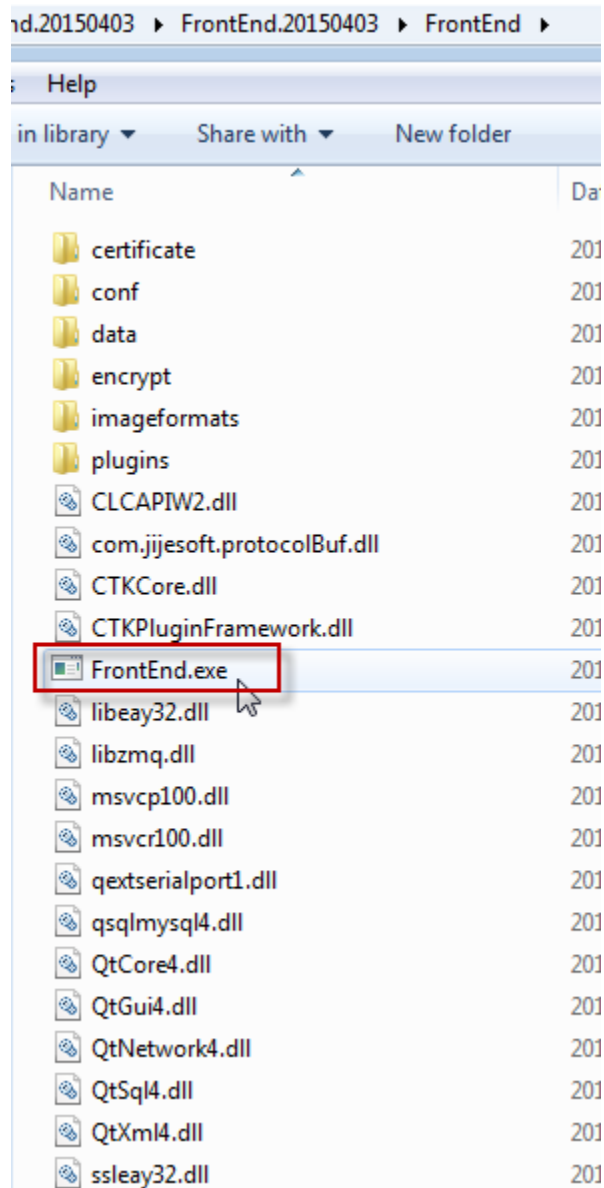 nd.20150403 ▸ FrontEnd.20150403 ▸ FrontEnd ▸
s Help
in library ▾ Share with ▾ New folder
Name Da
certificate 201
conf 201
data 201
encrypt 201
imageformats 201
plugins 201
CLCAPIW2.dll 201
com.jijesoft.protocolBuf.dll 201
CTKCore.dll 201
CTKPluginFramework.dll 201
FrontEnd.exe 201
libeay32.dll 201
libzmq.dll 201
msvcp100.dll 201
msvcr100.dll 201
qextserialport1.dll 201
qsqlmysql4.dll 201
QtCore4.dll 201
QtGui4.dll 201
QtNetwork4.dll 201
QtSql4.dll 201
QtXml4.dll 201
ssleay32.dll 201